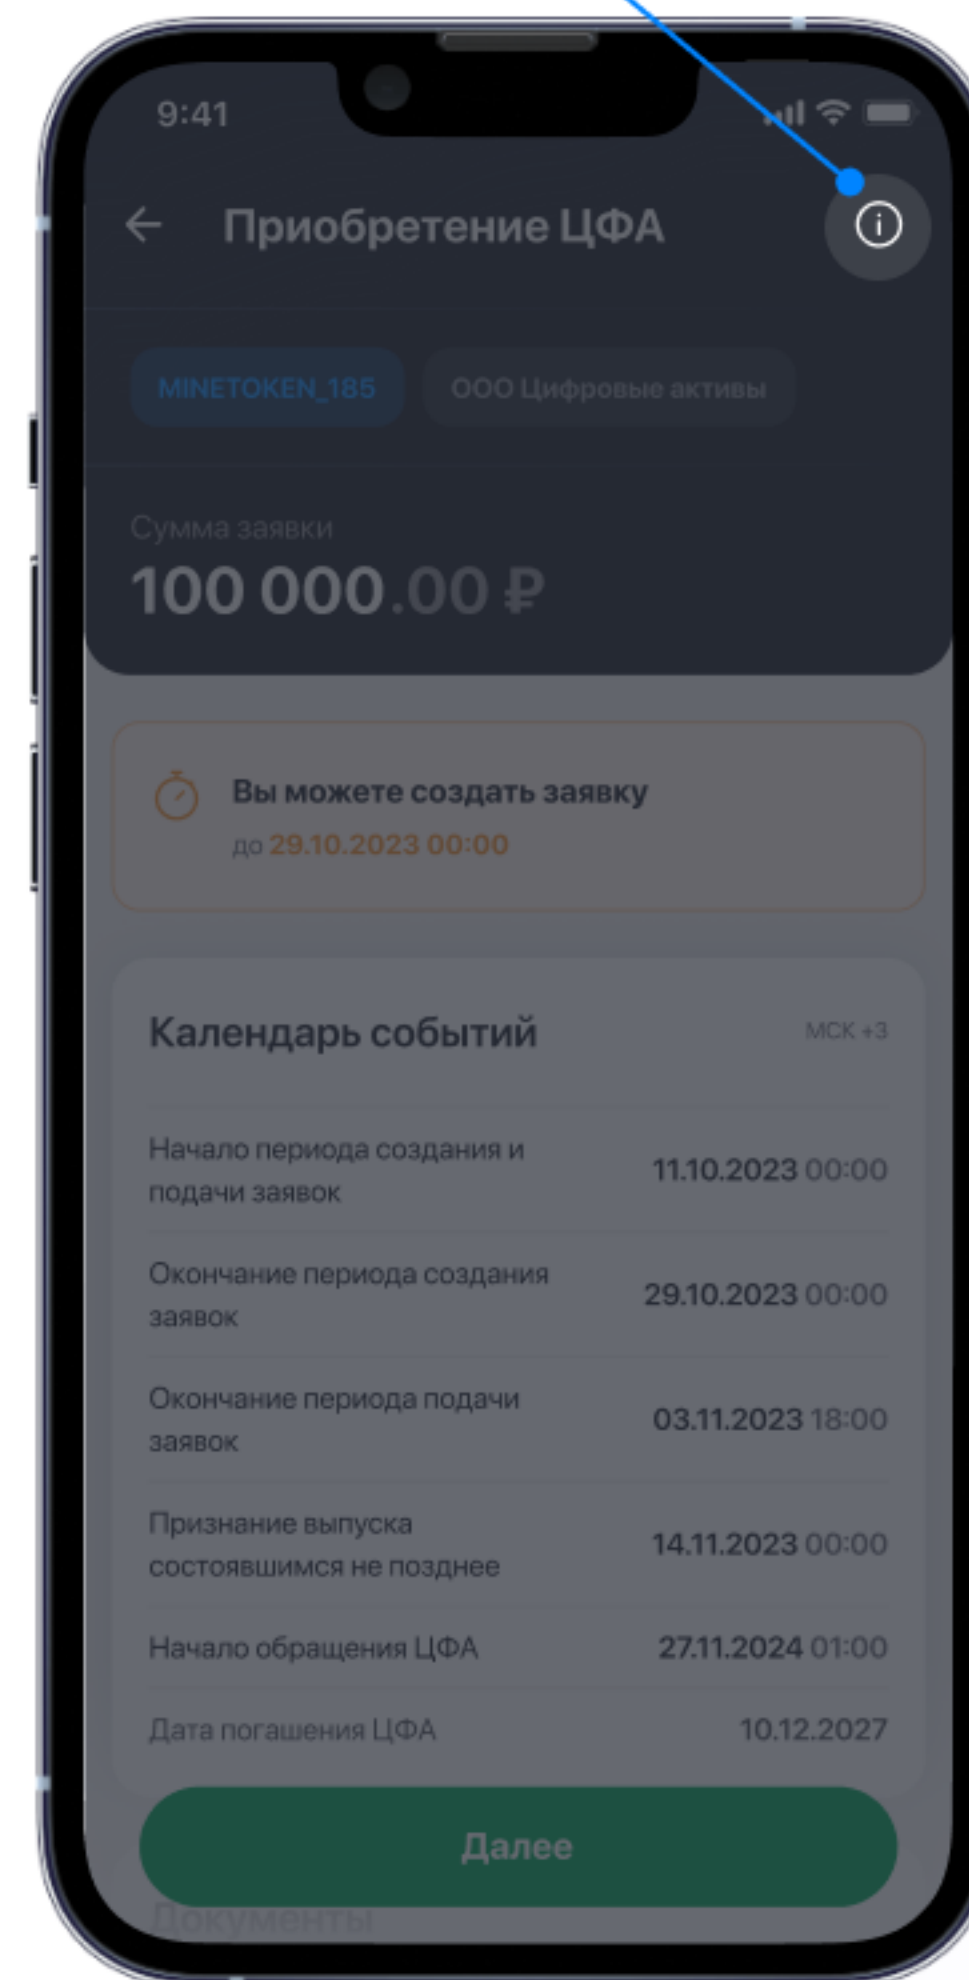 9:41
Приобретение ЦФА
MINETOKEN_185 ООО Цифровые активы
Сумма заявки
100 000.00 ₽
Вы можете создать заявку
до 29.10.2023 00:00
Календарь событий МСК +3
Начало периода создания и
подачи заявок
11.10.2023 00:00
Окончание периода создания
заявок
29.10.2023 00:00
Окончание периода подачи
заявок
03.11.2023 18:00
Признание выпуска
состоявшимся не позднее
14.11.2023 00:00
Начало обращения ЦФА 27.11.2024 01:00
Дата погашения ЦФА 10.12.2027
Далее
Документы